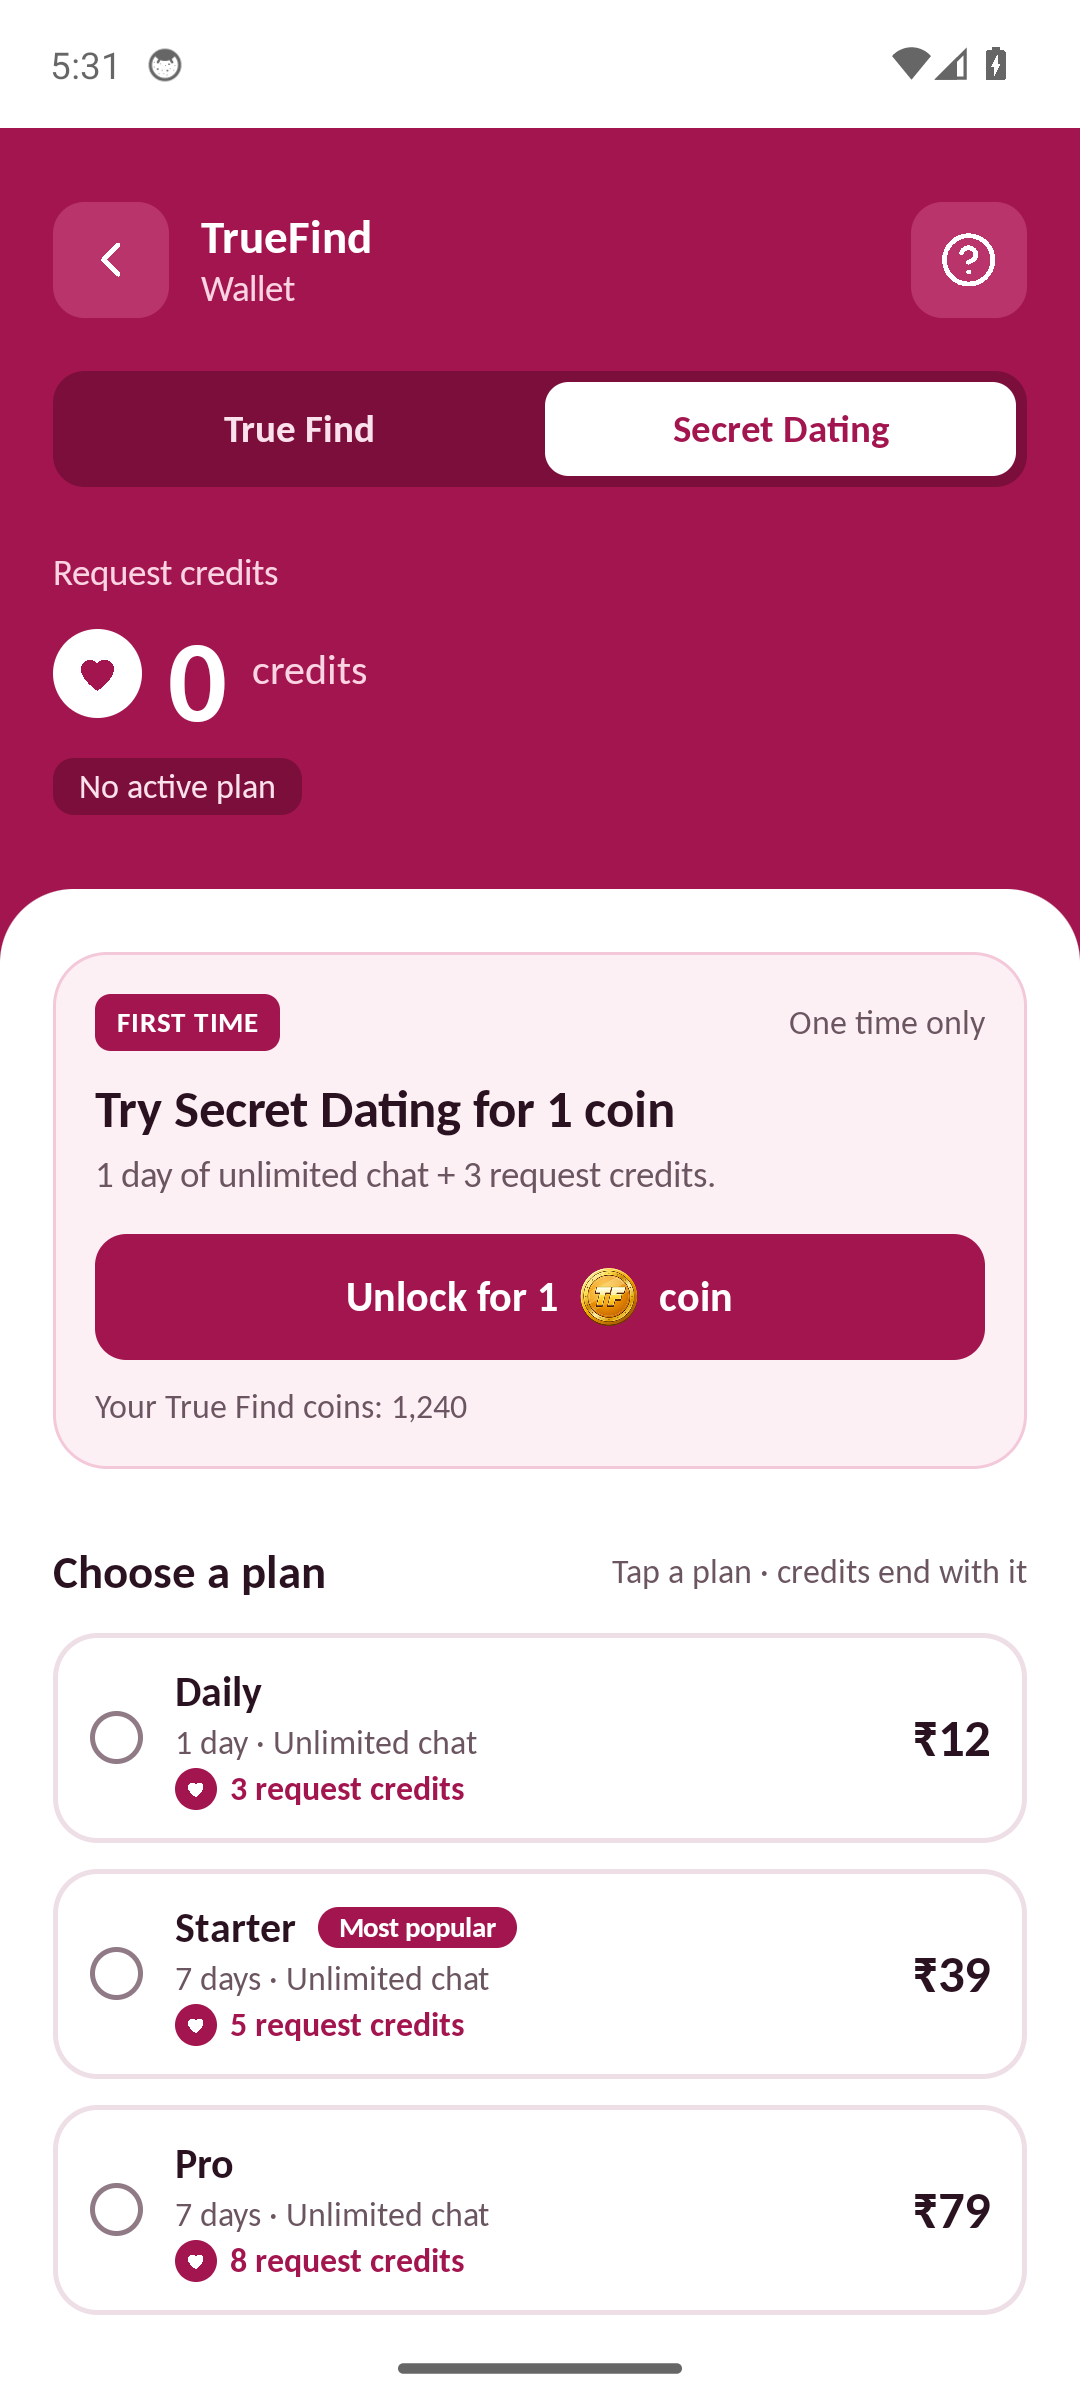 5:31
TrueFind
Wallet
True Find
Secret Dating
Request credits
0 credits
No active plan
FIRST TIME
One time only
Try Secret Dating for 1 coin
1 day of unlimited chat + 3 request credits.
Unlock for 1 TF coin
Your True Find coins: 1,240
Choose a plan
Tap a plan · credits end with it
Daily
1 day · Unlimited chat
3 request credits
₹12
Starter Most popular
7 days · Unlimited chat
5 request credits
₹39
Pro
7 days · Unlimited chat
8 request credits
₹79